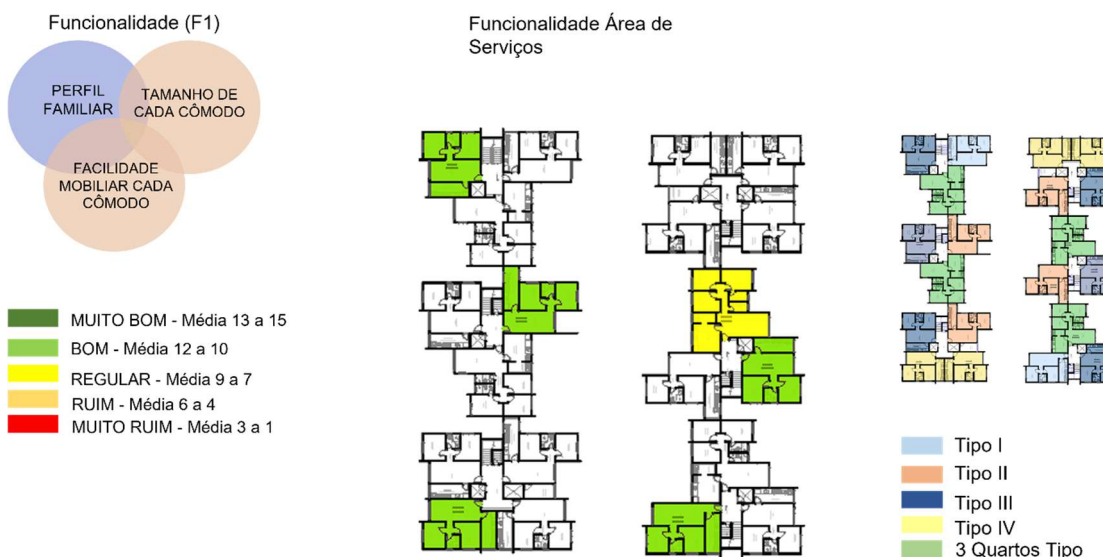 Funcionalidade (F1)
PERFIL
FAMILIAR
TAMANHO DE
CADA CÔMODO
FACILIDADE
MOBILIAR CADA
CÔMODO
MUITO BOM - Média 13 a 15
BOM - Média 12 a 10
REGULAR - Média 9 a 7
RUIM - Média 6 a 4
MUITO RUIM - Média 3 a 1
Funcionalidade Área de
Serviços
Tipo I
Tipo II
Tipo III
Tipo IV
3 Quartos Tipo